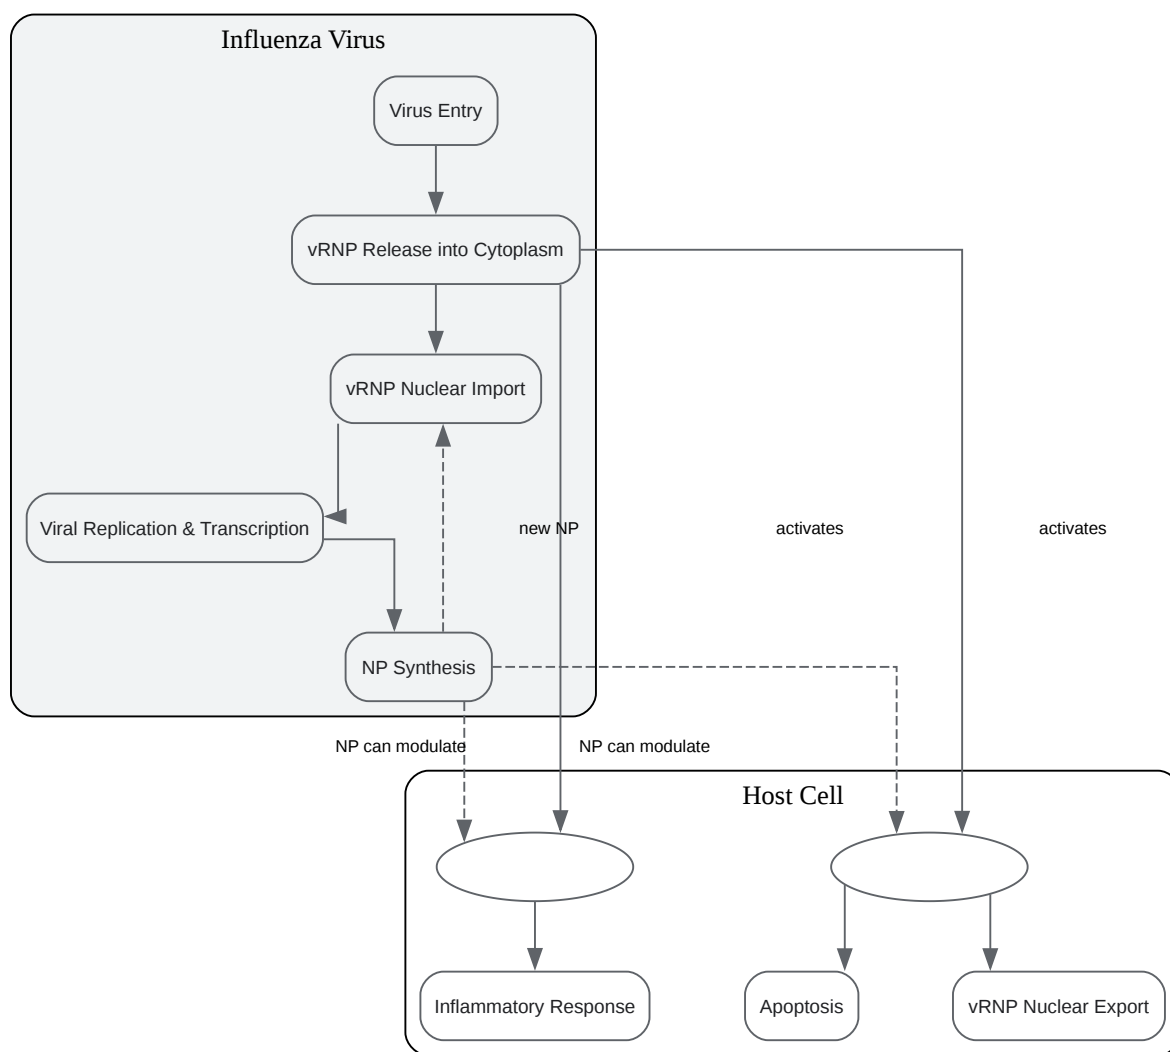 Influenza Virus
Virus Entry
vRNP Release into Cytoplasm
vRNP Nuclear Import
Viral Replication & Transcription
new NP
activates
activates
NP Synthesis
NP can modulate
NP can modulate
Host Cell
Inflammatory Response
Apoptosis
vRNP Nuclear Export